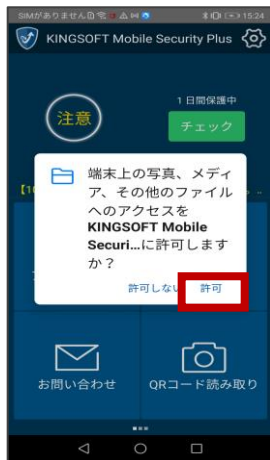 SIMがありません
15:24
KINGSOFT Mobile Security Plus
1日間保護中
注意
チェック
端末上の写真、メディ
ア、その他のファイル
へのアクセスを
KINGSOFT Mobile
Securi...に許可します
か？
許可しない
許可
お問い合わせ
QRコード読み取り